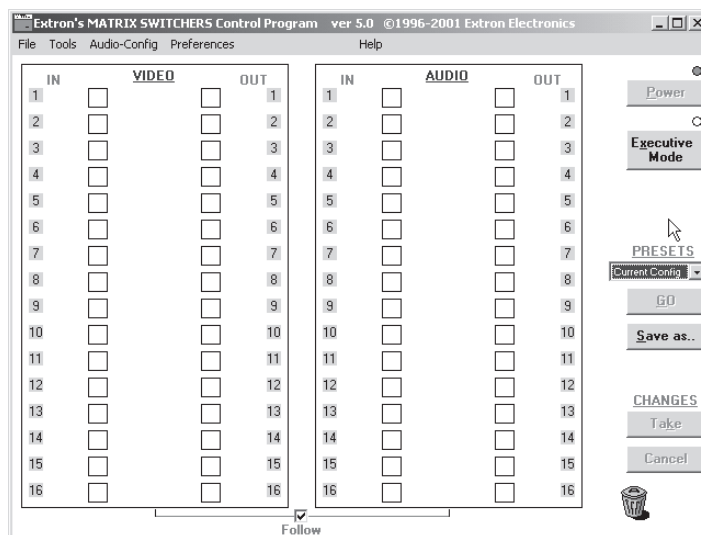 Extron's MATRIX SWITCHERS Control Program ver 5.0 ©1996-2001 Extron Electronics
File Tools Audio-Config Preferences Help
IN VIDEO OUT IN AUDIO OUT
1 1 1 1
2 2 2 2
3 3 3 3
4 4 4 4
5 5 5 5
6 6 6 6
7 7 7 7
8 8 8 8
9 9 9 9
10 10 10 10
11 11 11 11
12 12 12 12
13 13 13 13
14 14 14 14
15 15 15 15
16 16 16 16
Follow
Power
Executive
Mode
PRESETS
Current Config
GO
Save as..
CHANGES
Take
Cancel